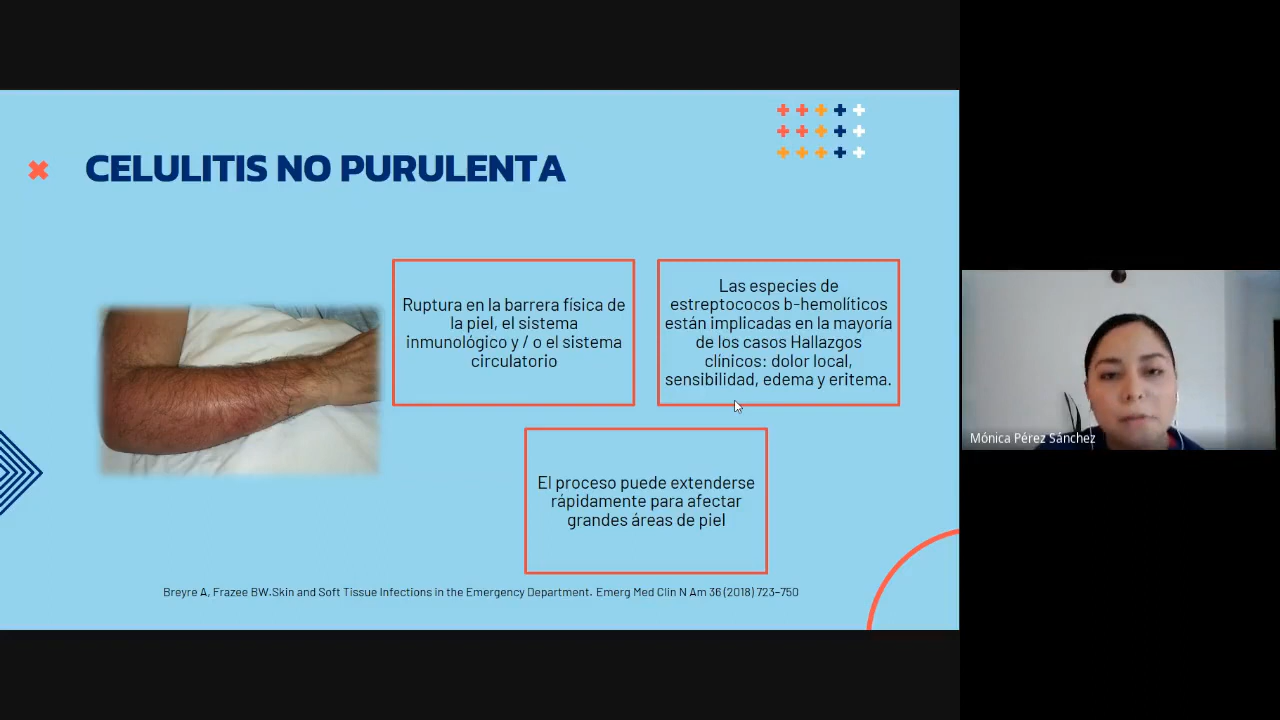 CELULITIS NO PURULENTA
Ruptura en la barrera física de
la piel, el sistema
inmunológico y / o el sistema
circulatorio
Las especies de
estreptococos b-hemolíticos
están implicadas en la mayoría
de los casos Hallazgos
clínicos: dolor local,
sensibilidad, edema y eritema.
El proceso puede extenderse
rápidamente para afectar
grandes áreas de piel
Breyre A, Frazee BW.Skin and Soft Tissue Infections in the Emergency Department. Emerg Med Clin N Am 36 (2018) 723–750
Mónica Pérez Sánchez